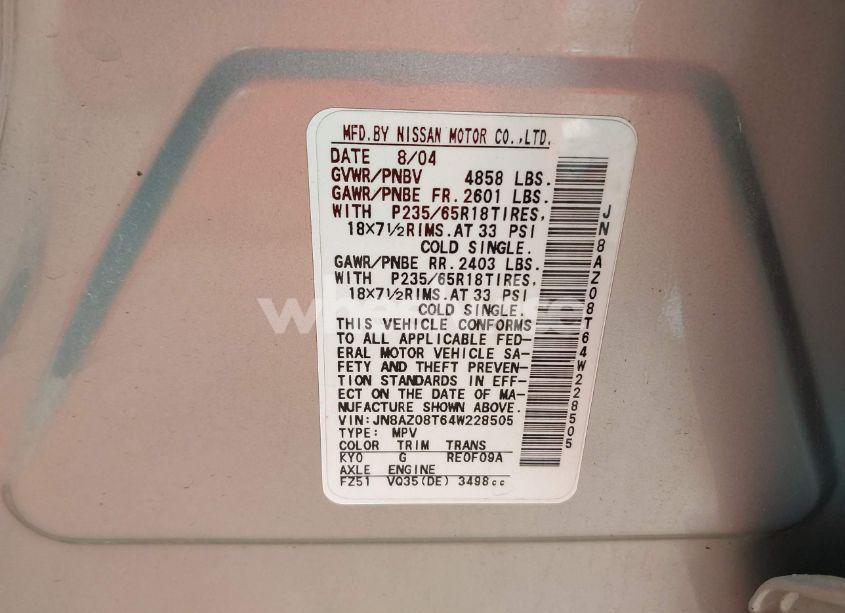 MFD.BY NISSAN MOTOR CO.,LTD.
DATE 8/04
GVWR/PNBV 4858 LBS.
GAWR/PNBE FR.2601 LBS.
WITH P235/65R18TIRES,
18×7½RIMS.AT 33 PSI
COLD SINGLE.
GAWR/PNBE RR.2403 LBS.
WITH P235/65R18TIRES,
18×7½RIMS.AT 33 PSI
COLD SINGLE.
THIS VEHICLE CONFORMS
TO ALL APPLICABLE FED-
ERAL MOTOR VEHICLE SA-
FETY AND THEFT PREVEN-
TION STANDARDS IN EFF-
ECT ON THE DATE OF MA-
NUFACTURE SHOWN ABOVE.
VIN:JN8AZ08T64W228505
TYPE: MPV
COLOR TRIM TRANS
KY0 G RE0F09A
AXLE ENGINE
FZ51 VQ35(DE) 3498cc
JN8AZ08T64W228505